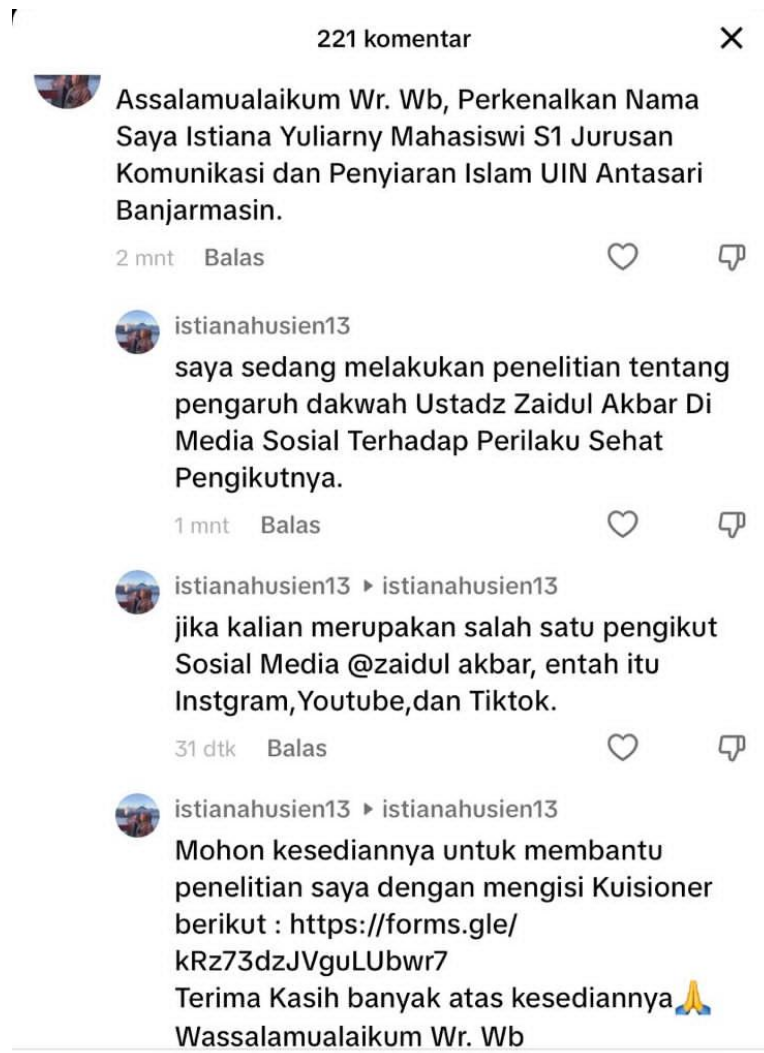 221 komentar
Assalamualaikum Wr. Wb, Perkenalkan Nama
Saya Istiana Yuliarny Mahasiswi S1 Jurusan
Komunikasi dan Penyiaran Islam UIN Antasari
Banjarmasin.
2 mnt Balas
istianahusien13
saya sedang melakukan penelitian tentang
pengaruh dakwah Ustadz Zaidul Akbar Di
Media Sosial Terhadap Perilaku Sehat
Pengikutnya.
1 mnt Balas
istianahusien13 ▸ istianahusien13
jika kalian merupakan salah satu pengikut
Sosial Media @zaidul akbar, entah itu
Instgram,Youtube,dan Tiktok.
31 dtk Balas
istianahusien13 ▸ istianahusien13
Mohon kesediannya untuk membantu
penelitian saya dengan mengisi Kuisioner
berikut : https://forms.gle/
kRz73dzJVguLUbwr7
Terima Kasih banyak atas kesediannya🙏
Wassalamualaikum Wr. Wb